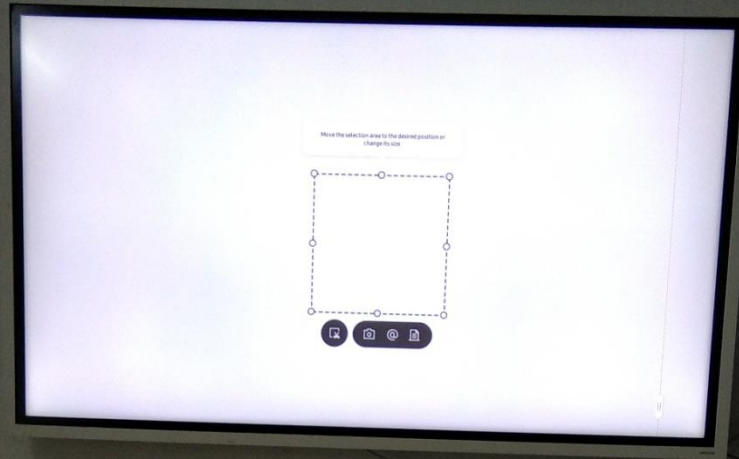 Move the selection area to the desired position or
change its size
@